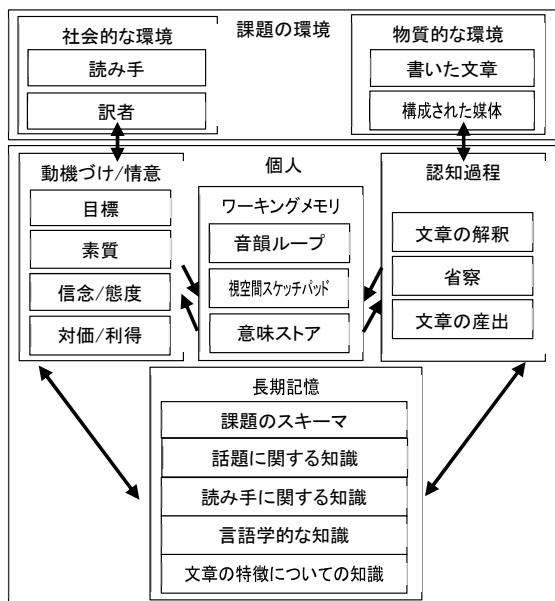 課題の環境
社会的な環境
読み手
訳者
物質的な環境
書いた文章
構成された媒体
個人
動機づけ/情意
目標
素質
信念/態度
対価/利得
ワーキングメモリ
音韻ループ
視空間スケッチパッド
意味ストア
認知過程
文章の解釈
省察
文章の産出
長期記憶
課題のスキーマ
話題に関する知識
読み手に関する知識
言語学的な知識
文章の特徴についての知識